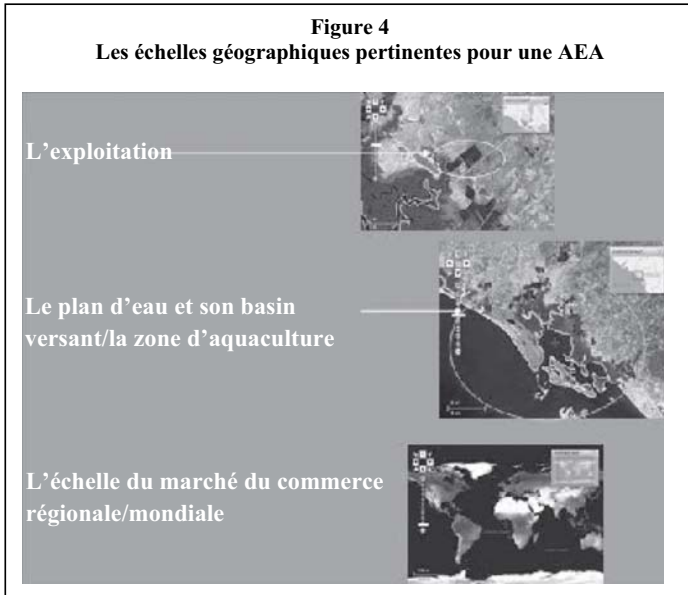 Figure 4
Les échelles géographiques pertinentes pour une AEA
L’exploitation
Le plan d’eau et son basin
versant/la zone d’aquaculture
L’échelle du marché du commerce
régionale/mondiale